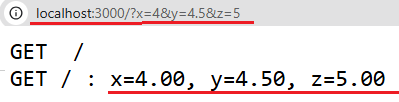 localhost:3000/?x=4&y=4.5&z=5
GET  /
GET / : x=4.00, y=4.50, z=5.00